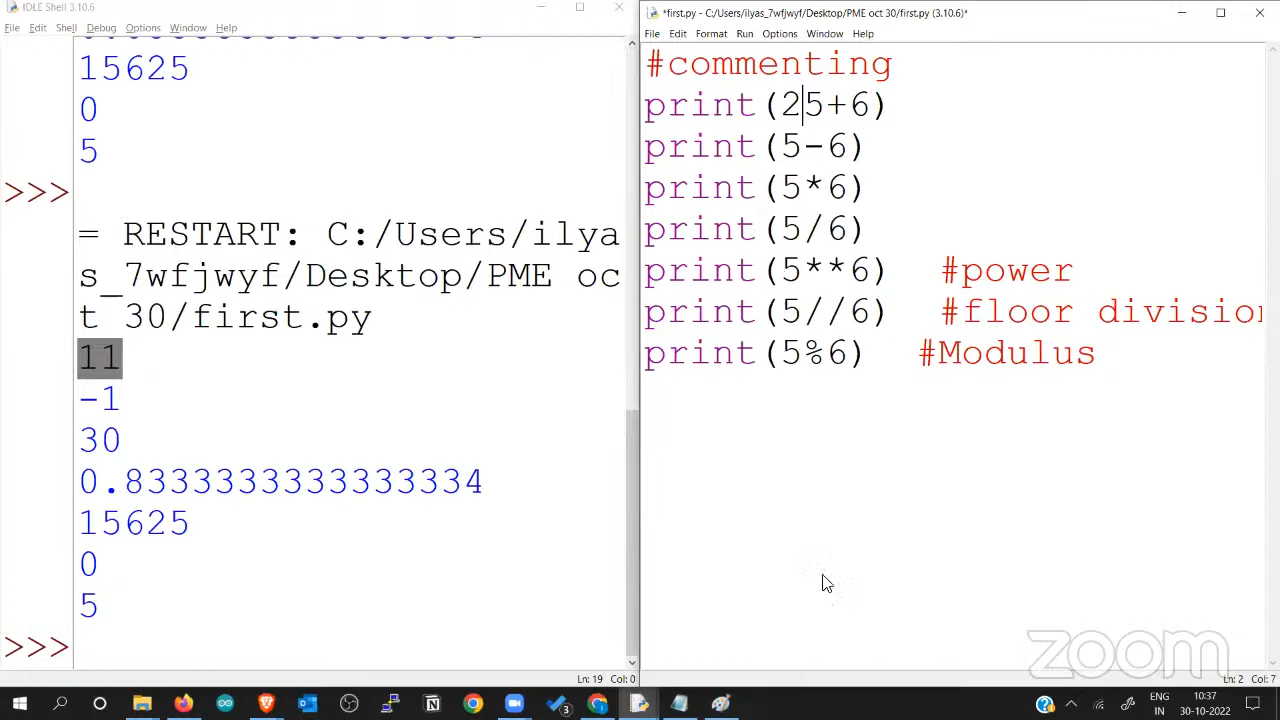 IDLE Shell 3.10.6
File Edit Shell Debug Options Window Help
15625
0
5
>>>
= RESTART: C:/Users/ilya
s_7wfjwyf/Desktop/PME oc
t 30/first.py
11
-1
30
0.8333333333333334
15625
0
5
>>>
Ln: 19 Col: 0
*first.py - C:/Users/ilyas_7wfjwyf/Desktop/PME oct 30/first.py (3.10.6)*
File Edit Format Run Options Window Help
#commenting
print(25+6)
print(5-6)
print(5*6)
print(5/6)
print(5**6) #power
print(5//6) #floor division
print(5%6) #Modulus
zoom
Ln: 2 Col: 7
3
ENG
IN
10:37
30-10-2022